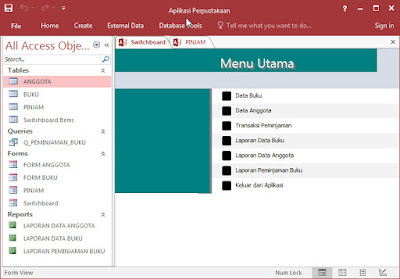 Aplikasi Perpustakaan
File Home Create External Data Database Tools Tell me what you want to do... Sign in
All Access Obje...
Tables
ANGGOTA
BUKU
PINJAM
Switchboard Items
Queries
Q_PEMINJAMAN_BUKU
Forms
FORM ANGGOTA
FORM BUKU
PINJAM
Switchboard
Reports
LAPORAN DATA ANGGOTA
LAPORAN DATA BUKU
LAPORAN PEMINJAMAN BUKU
Switchboard PINJAM
Menu Utama
Data Buku
Data Anggota
Transaksi Peminjaman
Laporan Data Buku
Laporan Data Anggota
Laporan Peminjaman Buku
Keluar dari Aplikasi
Form View Num Lock